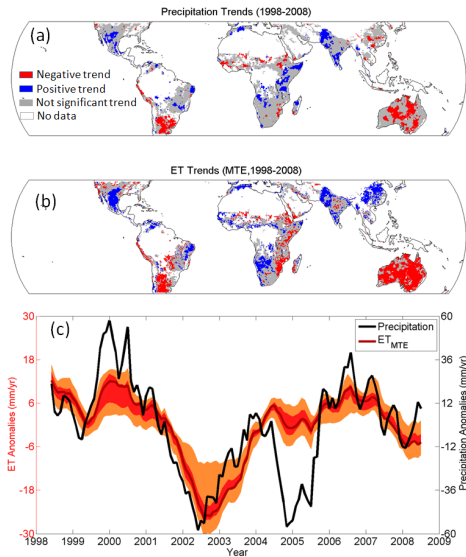 Precipitation Trends (1998-2008)
(a)
Negative trend
Positive trend
Not significant trend
No data
ET Trends (MTE,1998-2008)
(b)
(c)
Precipitation
ET_MTE
ET Anomalies (mm/yr)
30
18
6
-6
-18
-30
Precipitation Anomalies (mm/yr)
60
36
12
-12
-36
-60
1998 1999 2000 2001 2002 2003 2004 2005 2006 2007 2008 2009
Year